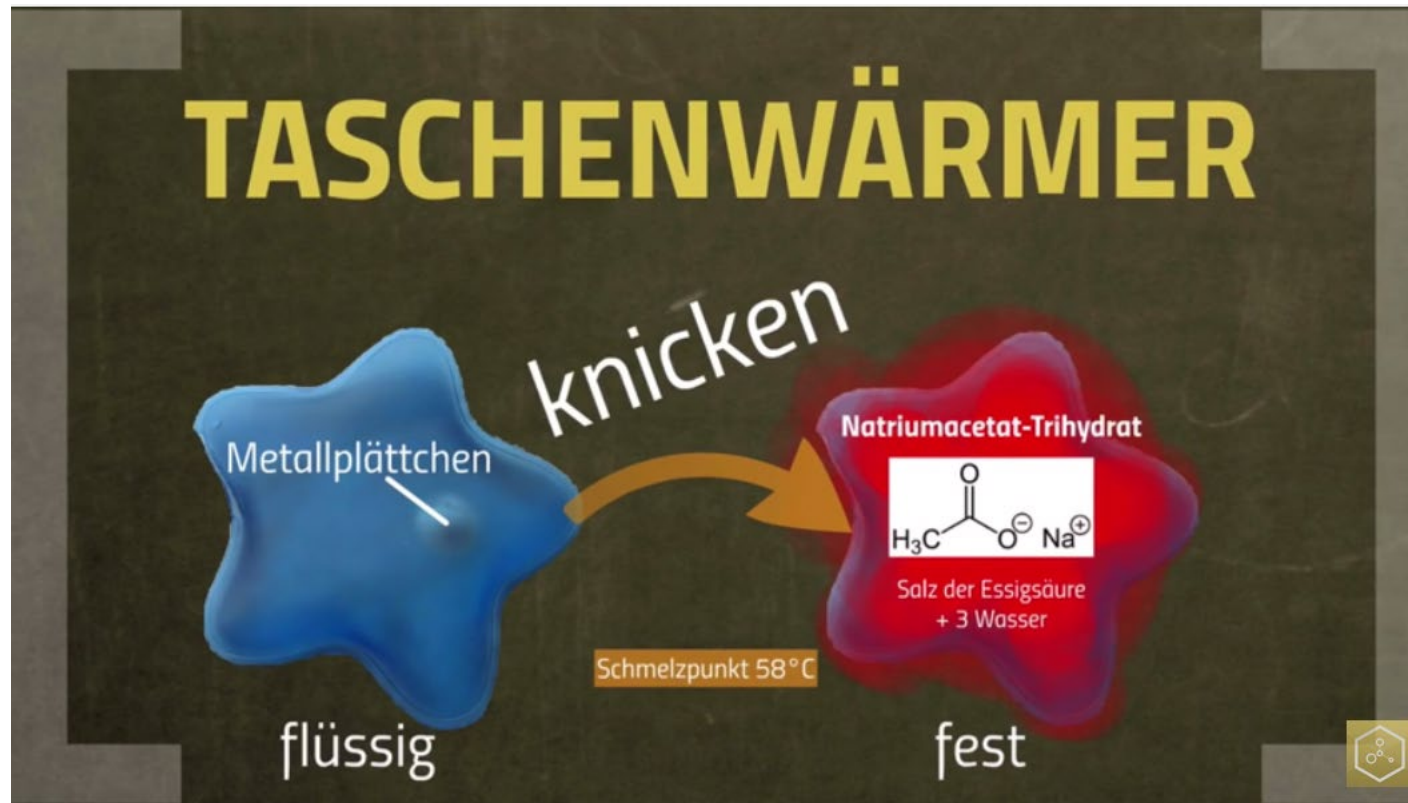 TASCHENWÄRMER
knicken
Metallplättchen
Natriumacetat-Trihydrat
O
H₃C O⊖ Na⊕
Salz der Essigsäure
+ 3 Wasser
Schmelzpunkt 58°C
flüssig
fest